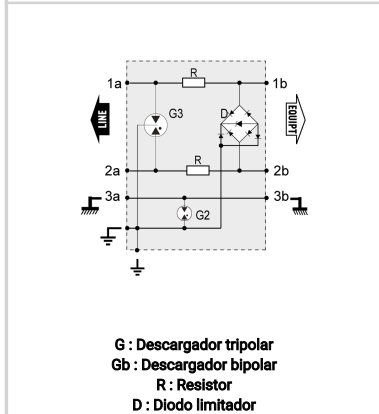 R
1a
1b
G3
D
LINE
EQUIPT
R
2a
2b
3a
3b
G2
G : Descargador tripolar
Gb : Descargador bipolar
R : Resistor
D : Diodo limitador